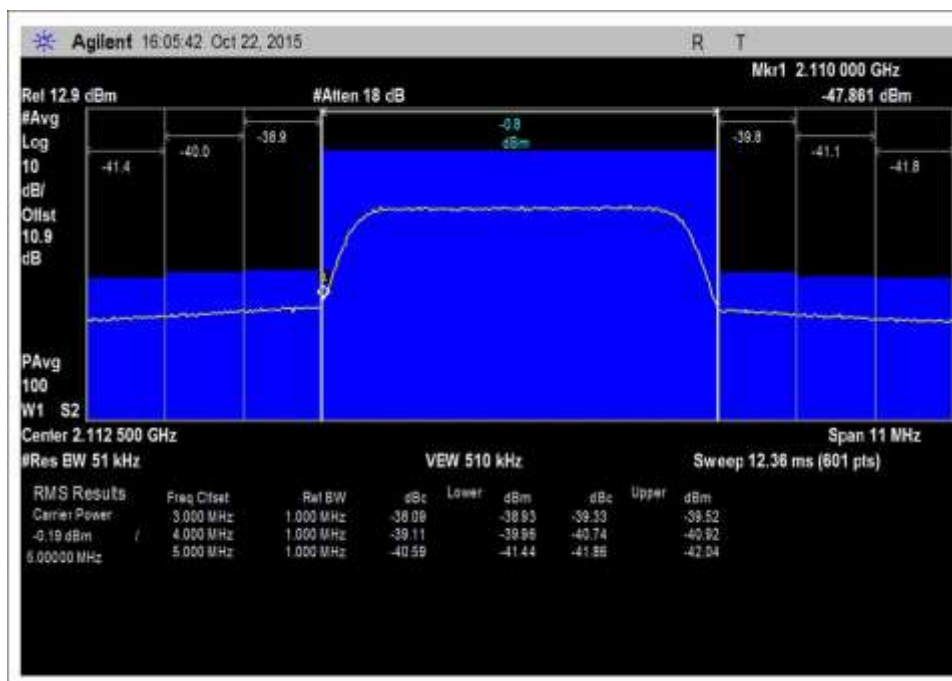 Agilent 16:05:42 Oct 22, 2015 R T
Mkr1 2.110 000 GHz
Ref 12.9 dBm #Atten 18 dB -47.861 dBm
#Avg
Log
10
dB/
Offst
10.9
dB
-41.4 -40.0 -38.9 -0.8 dBm -39.8 -41.1 -41.8
1
PAvg
100
W1 S2
Center 2.112 500 GHz Span 11 MHz
#Res BW 51 kHz VBW 510 kHz Sweep 12.36 ms (601 pts)
RMS Results Freq Offset Ref BW dBc Lower dBm dBc Upper dBm
Carrier Power 3.000 MHz 1.000 MHz -38.93 -39.33 -39.52
-0.19 dBm / 4.000 MHz 1.000 MHz -39.11 -39.96 -40.74 -40.92
5.00000 MHz 5.000 MHz 1.000 MHz -40.59 -41.44 -41.86 -42.04